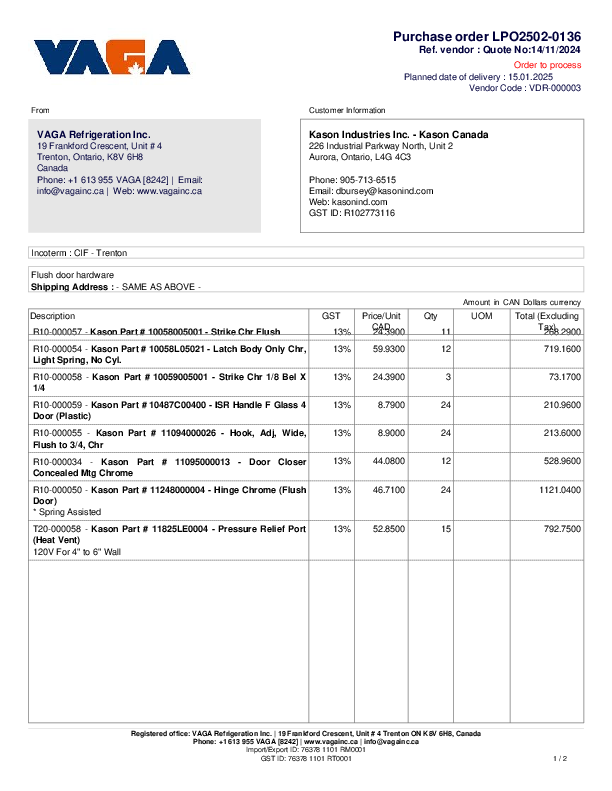 VAGA
Purchase order LPO2502-0136
Ref. vendor : Quote No:14/11/2024
Order to process
Planned date of delivery : 15.01.2025
Vendor Code : VDR-000003
From
Customer Information
VAGA Refrigeration Inc.
19 Frankford Crescent, Unit # 4
Trenton, Ontario, K8V 6H8
Canada
Phone: +1 613 955 VAGA [8242] | Email:
info@vagainc.ca | Web: www.vagainc.ca
Kason Industries Inc. - Kason Canada
226 Industrial Parkway North, Unit 2
Aurora, Ontario, L4G 4C3
Phone: 905-713-6515
Email: dbursey@kasonind.com
Web: kasonind.com
GST ID: R102773116
Incoterm : CIF - Trenton
Flush door hardware
Shipping Address : - SAME AS ABOVE -
Amount in CAN Dollars currency
Description GST Price/Unit Qty UOM Total (Excluding
CAD Tax)
R10-000057 - Kason Part # 10058005001 - Strike Chr Flush 13% 24.3900 11 268.2900
R10-000054 - Kason Part # 10058L05021 - Latch Body Only Chr, 13% 59.9300 12 719.1600
Light Spring, No Cyl.
R10-000058 - Kason Part # 10059005001 - Strike Chr 1/8 Bel X 13% 24.3900 3 73.1700
1/4
R10-000059 - Kason Part # 10487C00400 - ISR Handle F Glass 4 13% 8.7900 24 210.9600
Door (Plastic)
R10-000055 - Kason Part # 11094000026 - Hook, Adj, Wide, 13% 8.9000 24 213.6000
Flush to 3/4, Chr
R10-000034 - Kason Part # 11095000013 - Door Closer 13% 44.0800 12 528.9600
Concealed Mtg Chrome
R10-000050 - Kason Part # 11248000004 - Hinge Chrome (Flush 13% 46.7100 24 1121.0400
Door)
* Spring Assisted
T20-000058 - Kason Part # 11825LE0004 - Pressure Relief Port 13% 52.8500 15 792.7500
(Heat Vent)
120V For 4" to 6" Wall
Registered office: VAGA Refrigeration Inc. | 19 Frankford Crescent, Unit # 4 Trenton ON K8V 6H8, Canada
Phone: +1 613 955 VAGA [8242] | www.vagainc.ca | info@vagainc.ca
Import/Export ID: 76378 1101 RM0001
GST ID: 76378 1101 RT0001
1 / 2